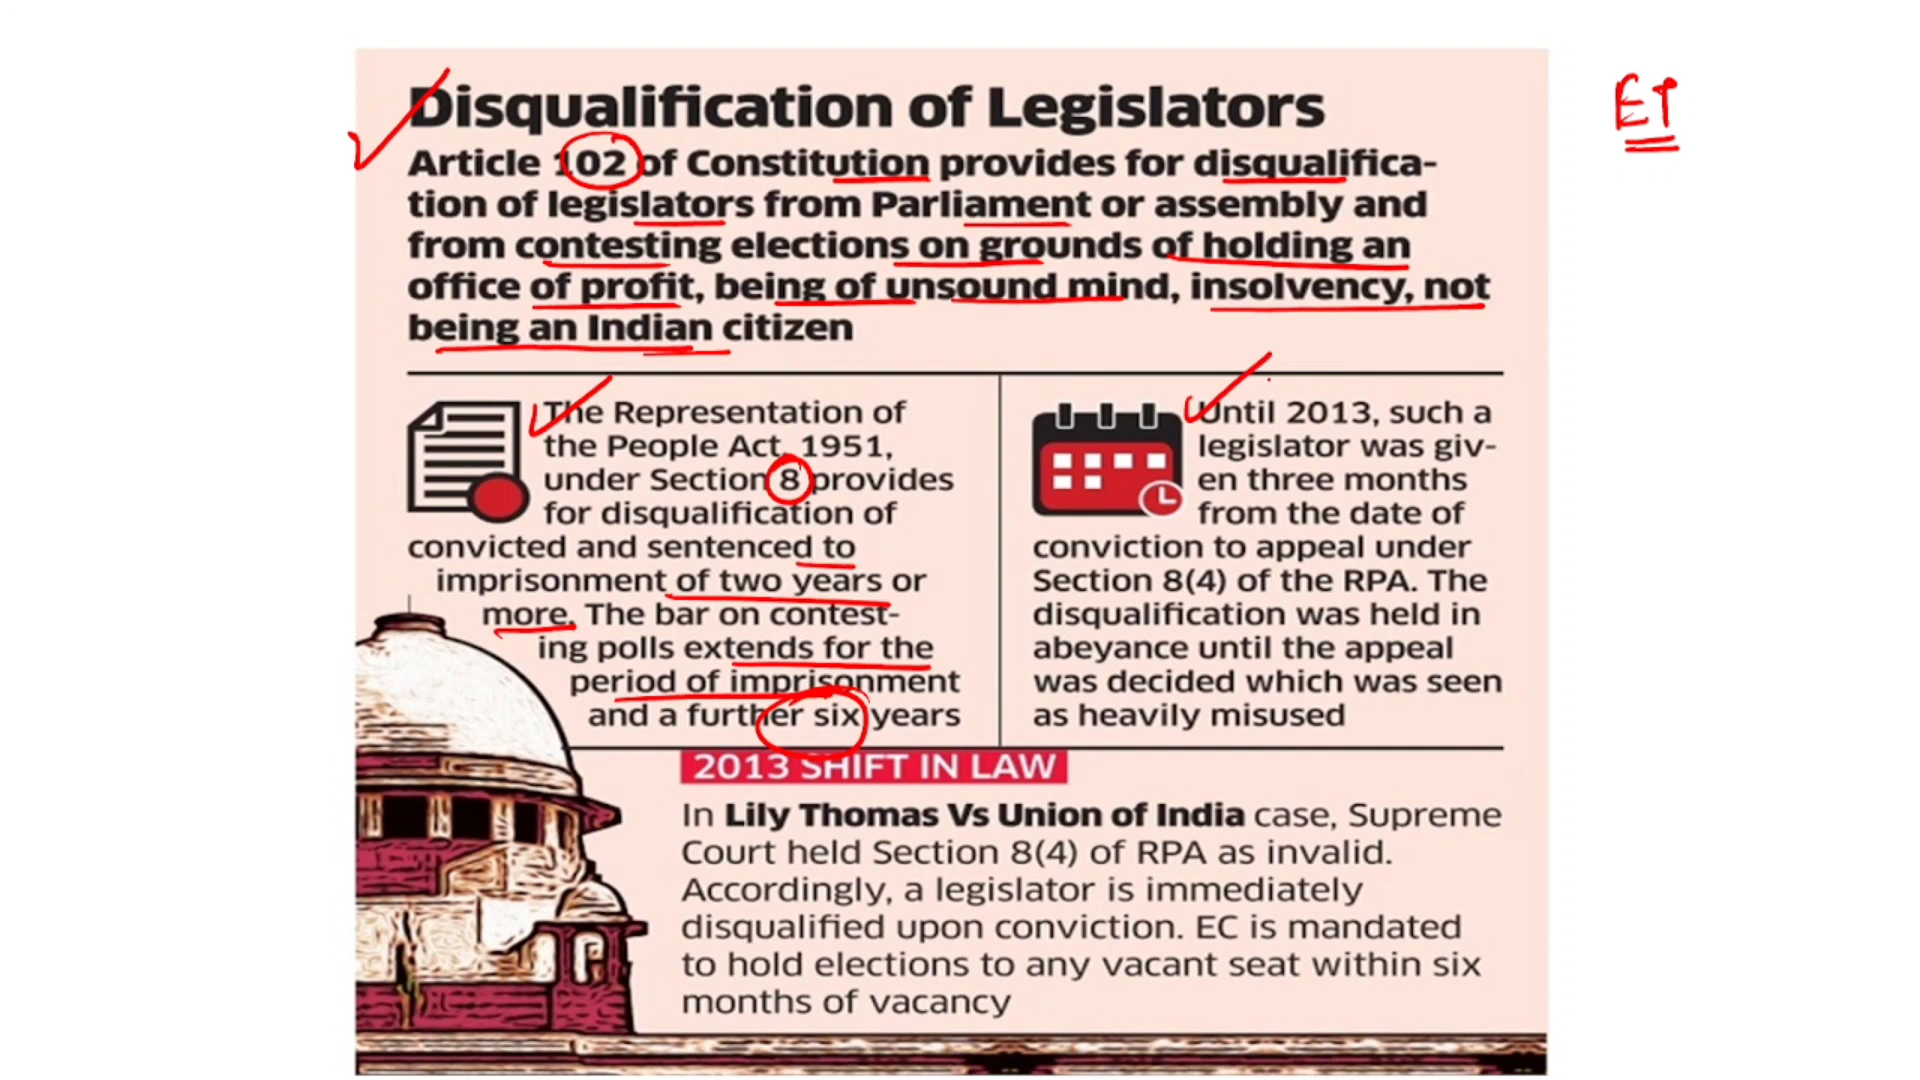 Disqualification of Legislators
Article 102 of Constitution provides for disqualifica-
tion of legislators from Parliament or assembly and
from contesting elections on grounds of holding an
office of profit, being of unsound mind, insolvency, not
being an Indian citizen
The Representation of
the People Act, 1951,
under Section 8 provides
for disqualification of
convicted and sentenced to
imprisonment of two years or
more. The bar on contest-
ing polls extends for the
period of imprisonment
and a further six years
Until 2013, such a
legislator was giv-
en three months
from the date of
conviction to appeal under
Section 8(4) of the RPA. The
disqualification was held in
abeyance until the appeal
was decided which was seen
as heavily misused
2013 SHIFT IN LAW
In Lily Thomas Vs Union of India case, Supreme
Court held Section 8(4) of RPA as invalid.
Accordingly, a legislator is immediately
disqualified upon conviction. EC is mandated
to hold elections to any vacant seat within six
months of vacancy